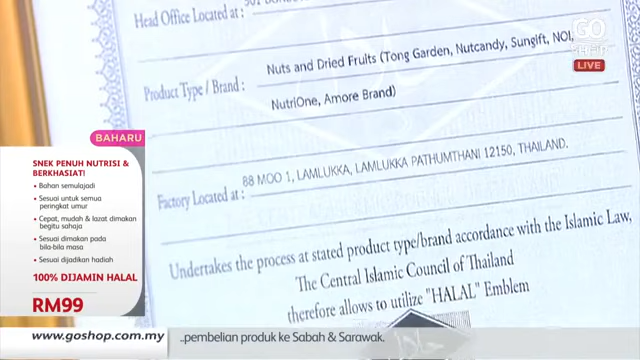 Head Office Located at :
GO
SHOP
LIVE
Nuts and Dried Fruits (Tong Garden, Nutcandy, Sungift, NOI,
Product Type / Brand :
NutriOne, Amore Brand)
88 MOO 1, LAMLUKKA, LAMLUKKA PATHUMTHANI 12150, THAILAND.
Factory Located at :
Undertakes the process at stated product type/brand accordance with the Islamic Law,
The Central Islamic Council of Thailand
therefore allows to utilize "HALAL" Emblem
BAHARU
SNEK PENUH NUTRISI &
BERKHASIAT!
• Bahan semulajadi
• Sesuai untuk semua
peringkat umur
• Cepat, mudah & lazat dimakan
begitu sahaja
• Sesuai dimakan pada
bila-bila masa
• Sesuai dijadikan hadiah
100% DIJAMIN HALAL
RM99
www.goshop.com.my
..pembelian produk ke Sabah & Sarawak.